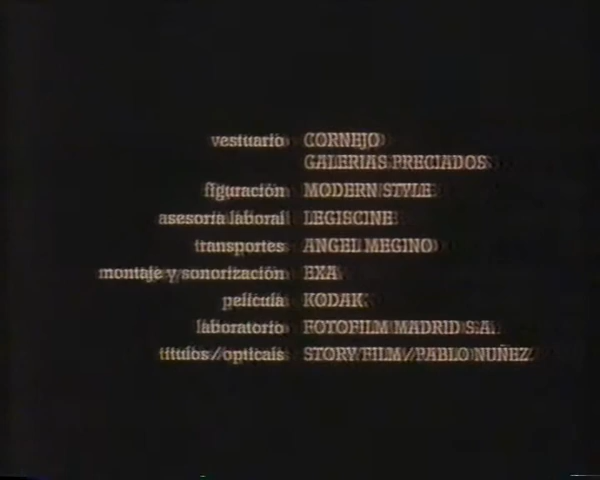 vestuario CORNEJO
GALERIAS PRECIADOS
figuración MODERN STYLE
asesoría laboral LEGISCINE
transportes ANGEL MEGINO
montaje y sonorización EXA
película KODAK
laboratorio FOTOFILM MADRID S.A.
títulos//opticals STORY FILM//PABLO NUÑEZ